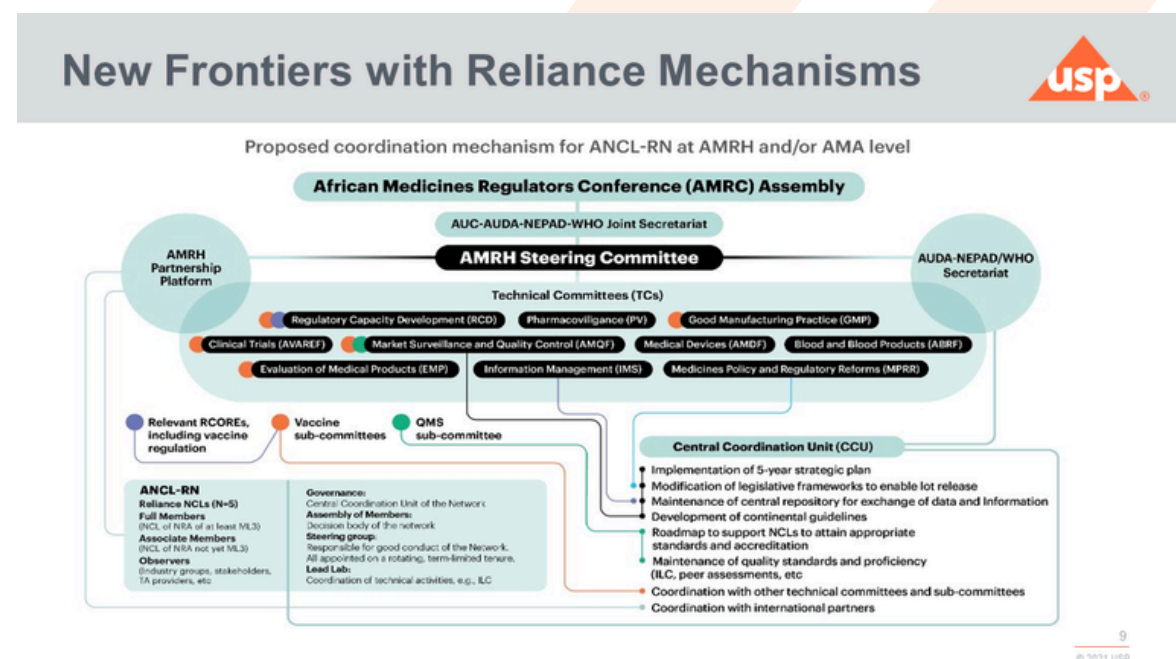 New Frontiers with Reliance Mechanisms
usp
®
Proposed coordination mechanism for ANCL-RN at AMRH and/or AMA level
African Medicines Regulators Conference (AMRC) Assembly
AUC-AUDA-NEPAD-WHO Joint Secretariat
AMRH
Partnership
Platform
AMRH Steering Committee
AUDA-NEPAD/WHO
Secretariat
Technical Committees (TCs)
Regulatory Capacity Development (RCD)
Pharmacoviligance (PV)
Good Manufacturing Practice (GMP)
Clinical Trials (AVAREF)
Market Surveillance and Quality Control (AMQF)
Medical Devices (AMDF)
Blood and Blood Products (ABRF)
Evaluation of Medical Products (EMP)
Information Management (IMS)
Medicines Policy and Regulatory Reforms (MPRR)
Relevant RCOREs,
including vaccine
regulation
Vaccine
sub-committees
QMS
sub-committee
Central Coordination Unit (CCU)
Implementation of 5-year strategic plan
Modification of legislative frameworks to enable lot release
Maintenance of central repository for exchange of data and Information
Development of continental guidelines
Roadmap to support NCLs to attain appropriate
standards and accreditation
Maintenance of quality standards and proficiency
(ILC, peer assessments, etc
Coordination with other technical committees and sub-committees
Coordination with international partners
ANCL-RN
Reliance NCLs (N=5)
Full Members
(NCL of NRA of at least ML3)
Associate Members
(NCL of NRA not yet ML3)
Observers
(Industry groups, stakeholders,
TA providers, etc
Governance:
Central Coordination Unit of the Network
Assembly of Members:
Decision body of the network
Steering group:
Responsible for good conduct of the Network.
All appointed on a rotating, term-limited tenure.
Lead Lab:
Coordination of technical activities, e.g., ILC
9
© 2021 USP